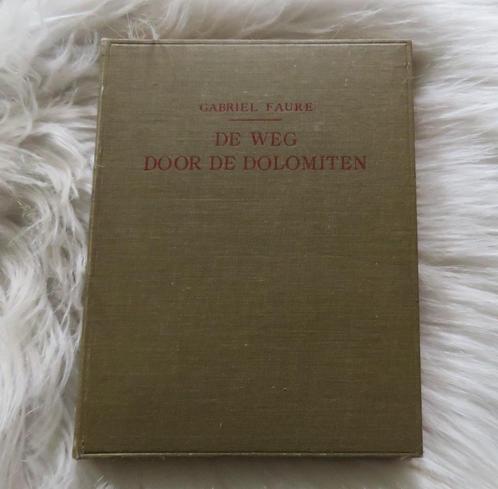 GABRIEL FAURE
DE WEG
DOOR DE DOLOMITEN